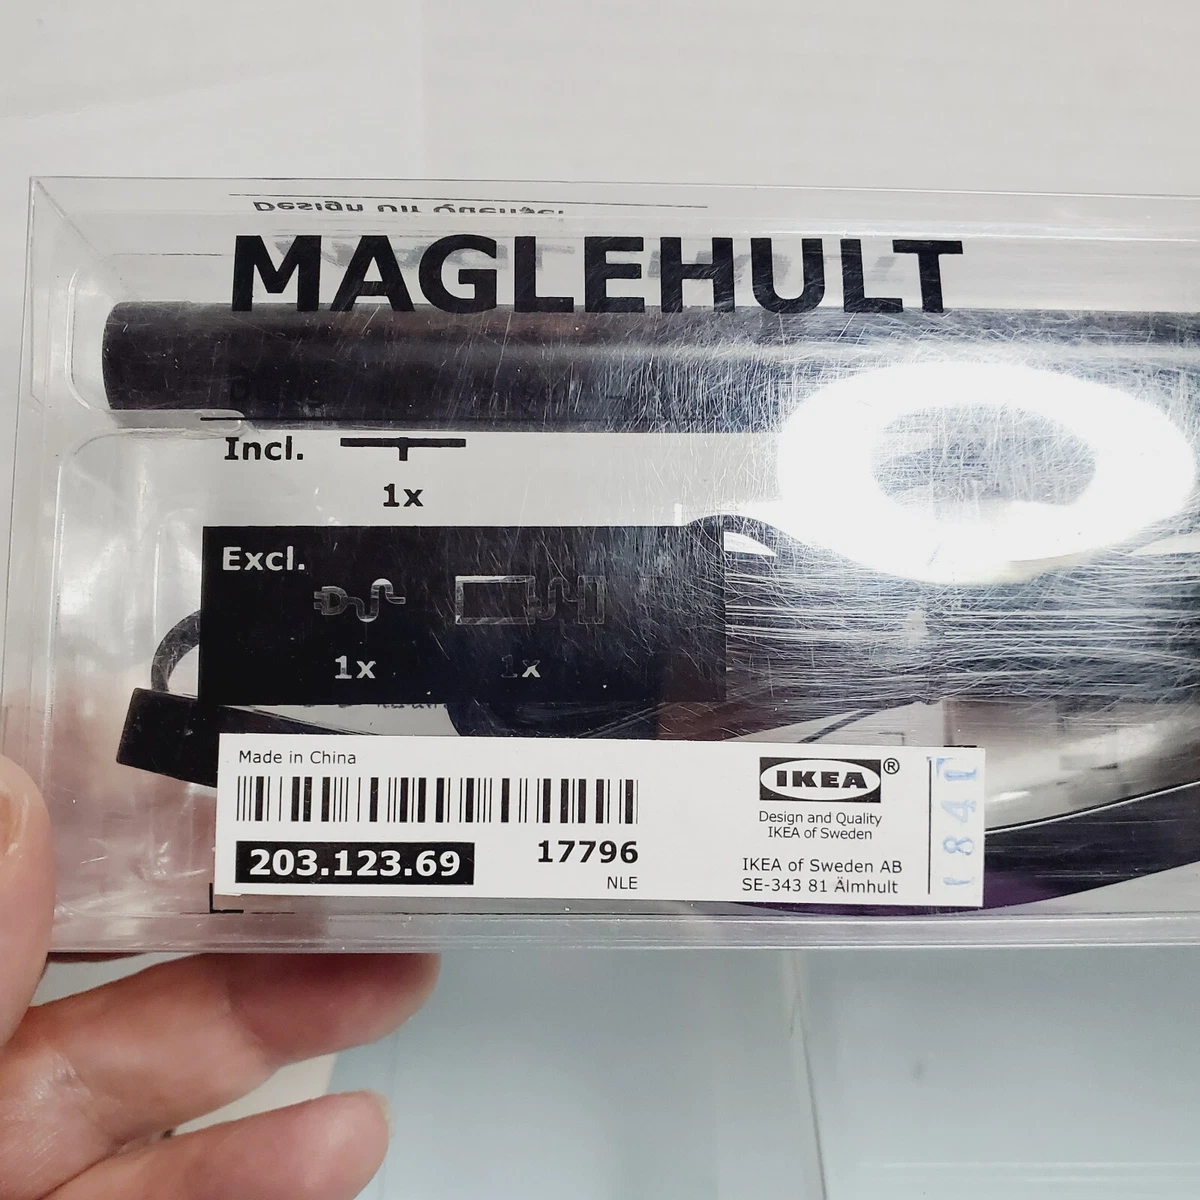 MAGLEHULT
Incl.
1x
Excl.
1x 1x
Made in China
203.123.69
17796
NLE
IKEA®
Design and Quality
IKEA of Sweden
IKEA of Sweden AB
SE-343 81 Älmhult
1841